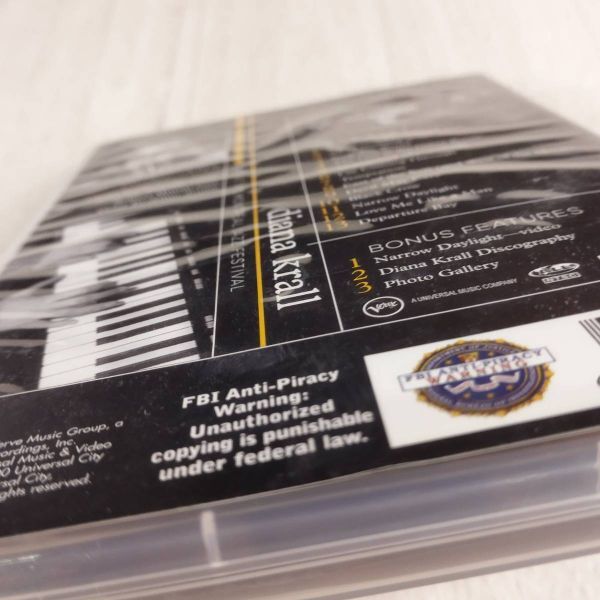 Narrow Daylight
Love Me Like a Man
Departure Bay
diana krall
FESTIVAL
BONUS FEATURES
1 Narrow Daylight – video
2 Diana Krall Discography
3 Photo Gallery
Verve
A UNIVERSAL MUSIC COMPANY
FBI Anti-Piracy
Warning:
Unauthorized
copying is punishable
under federal law.
FBI ANTI-PIRACY
WARNING
erve Music Group, a
cordings, Inc.
al Music & Video
0 Universal City
rsal City,
ights reserved.